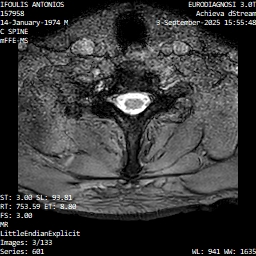 IFOULIS ANTONIOS
157958
14-January-1974 M
C SPINE
mFFE-MS
EURODIAGNOSI 3.0T
Achieva dStream
3-September-2025 15:55:48
ST: 3.00 SL: 93.81
RT: 753.59 ET: 8.80
FS: 3.00
MR
LittleEndianExplicit
Images: 3/133
Series: 601
WL: 941 WW: 1635